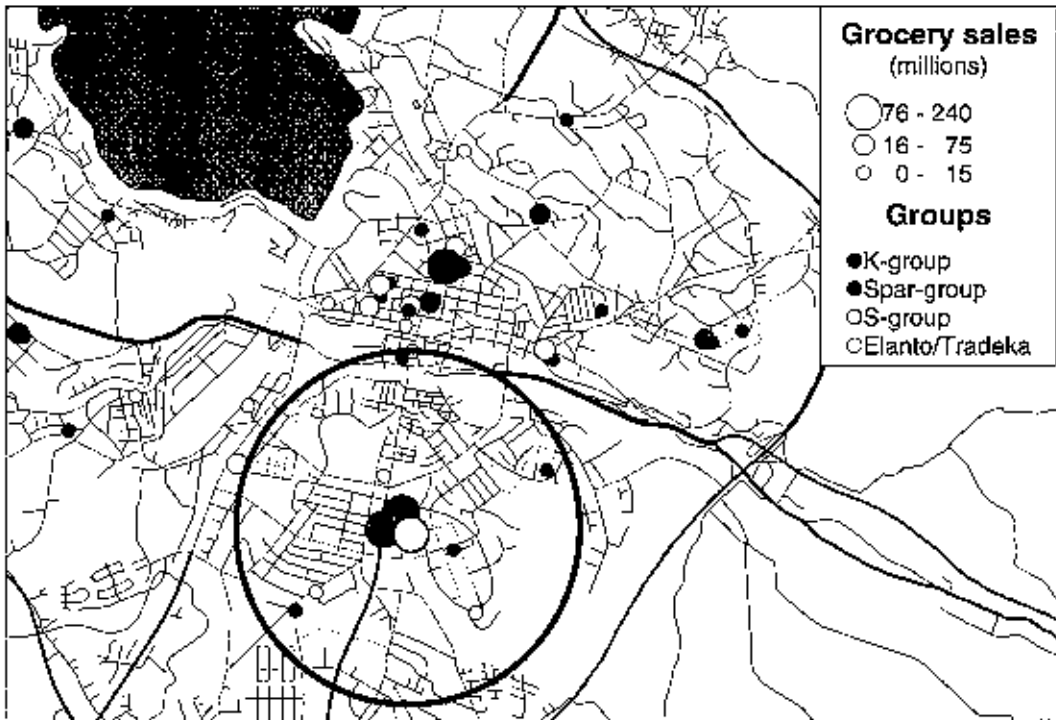 Grocery sales
(millions)
76 - 240
16 - 75
0 - 15
Groups
K-group
Spar-group
S-group
Elanto/Tradeka